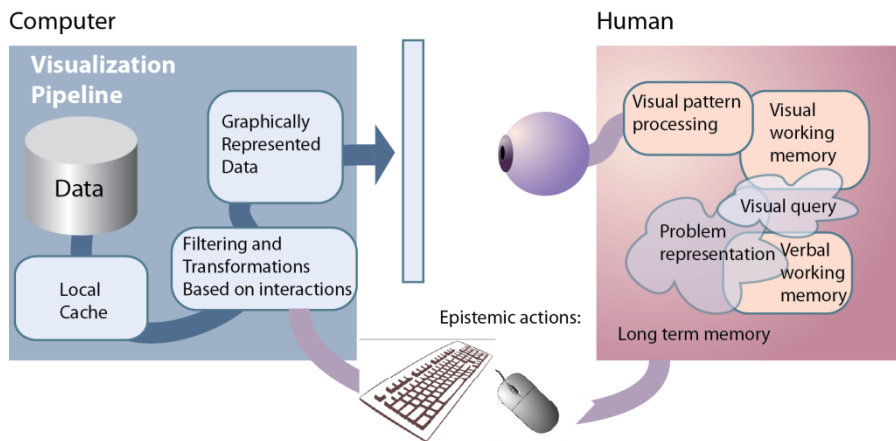 Computer
Visualization
Pipeline
Data
Local
Cache
Graphically
Represented
Data
Filtering and
Transformations
Based on interactions
Epistemic actions:
Human
Visual pattern
processing
Visual
working
memory
Visual query
Problem
representation
Verbal
working
memory
Long term memory